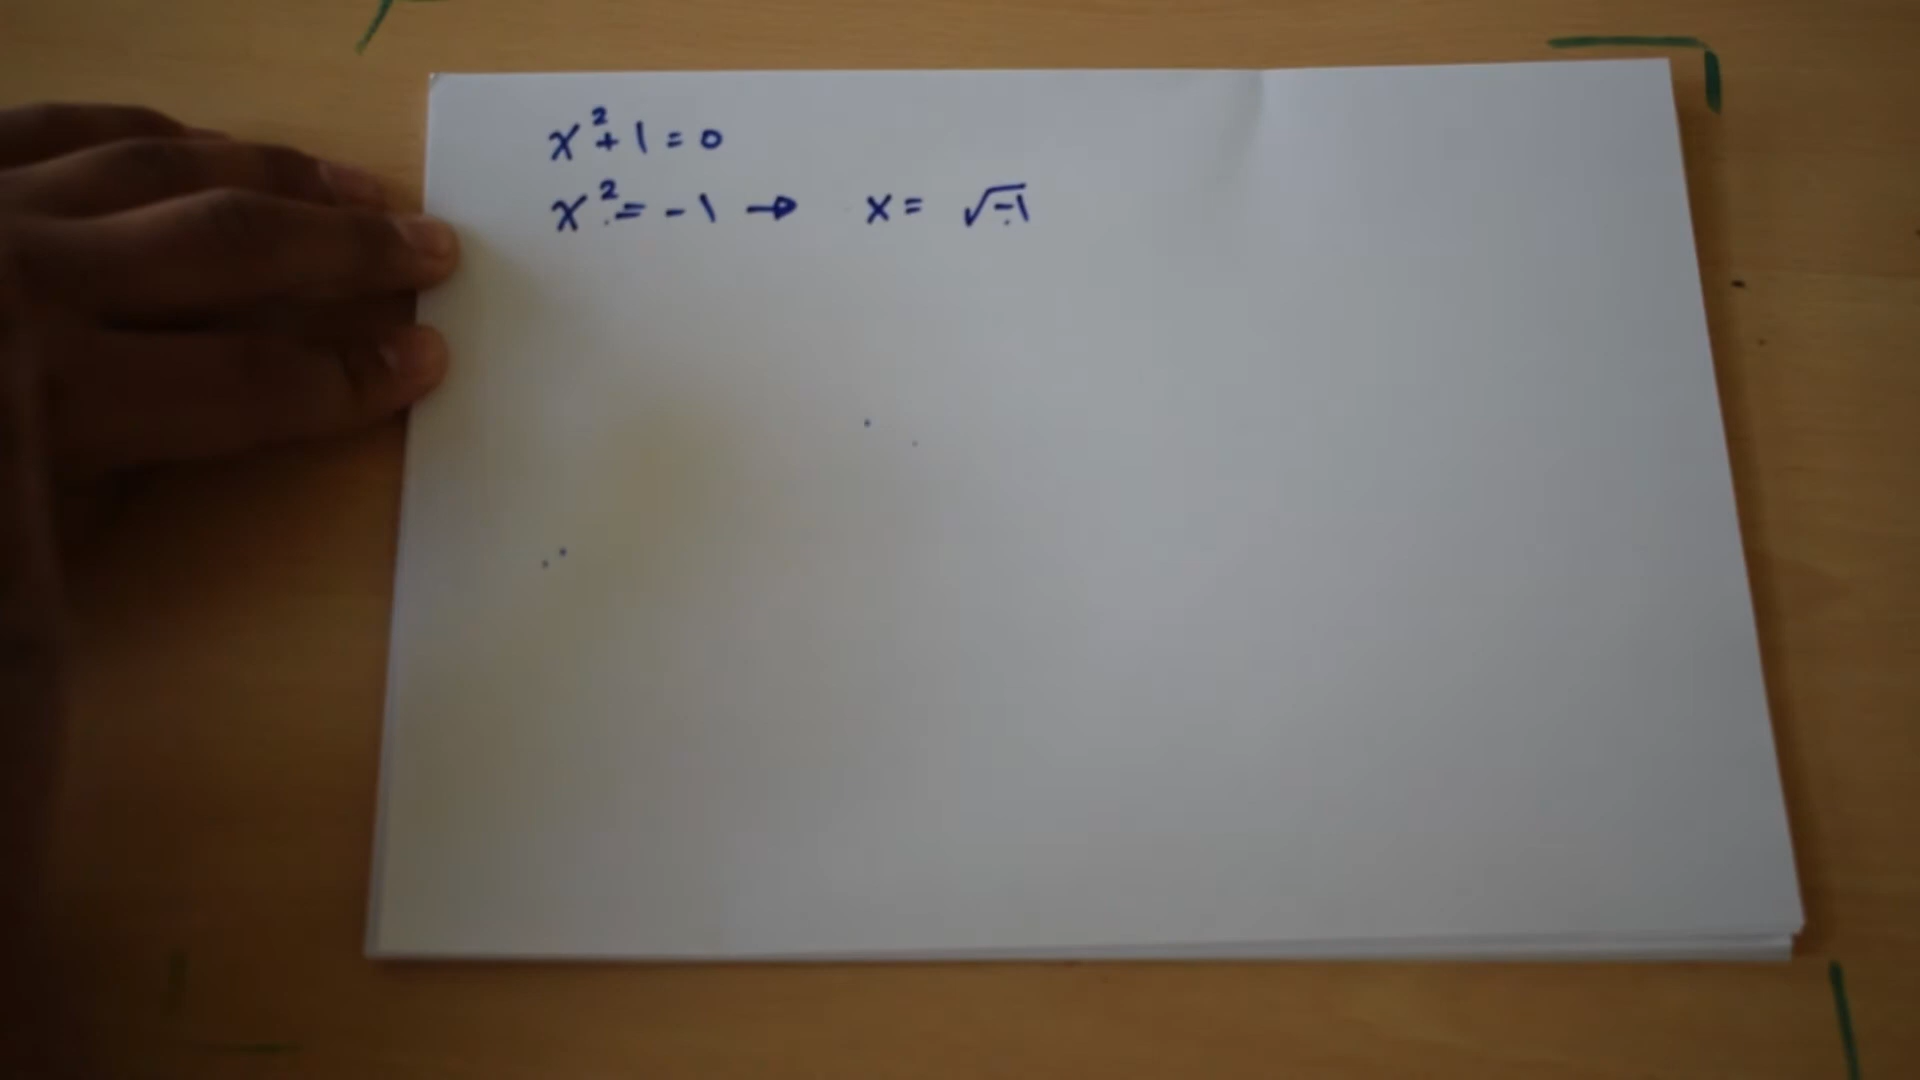 x² + 1 = 0
x² = -1 → x = √-1